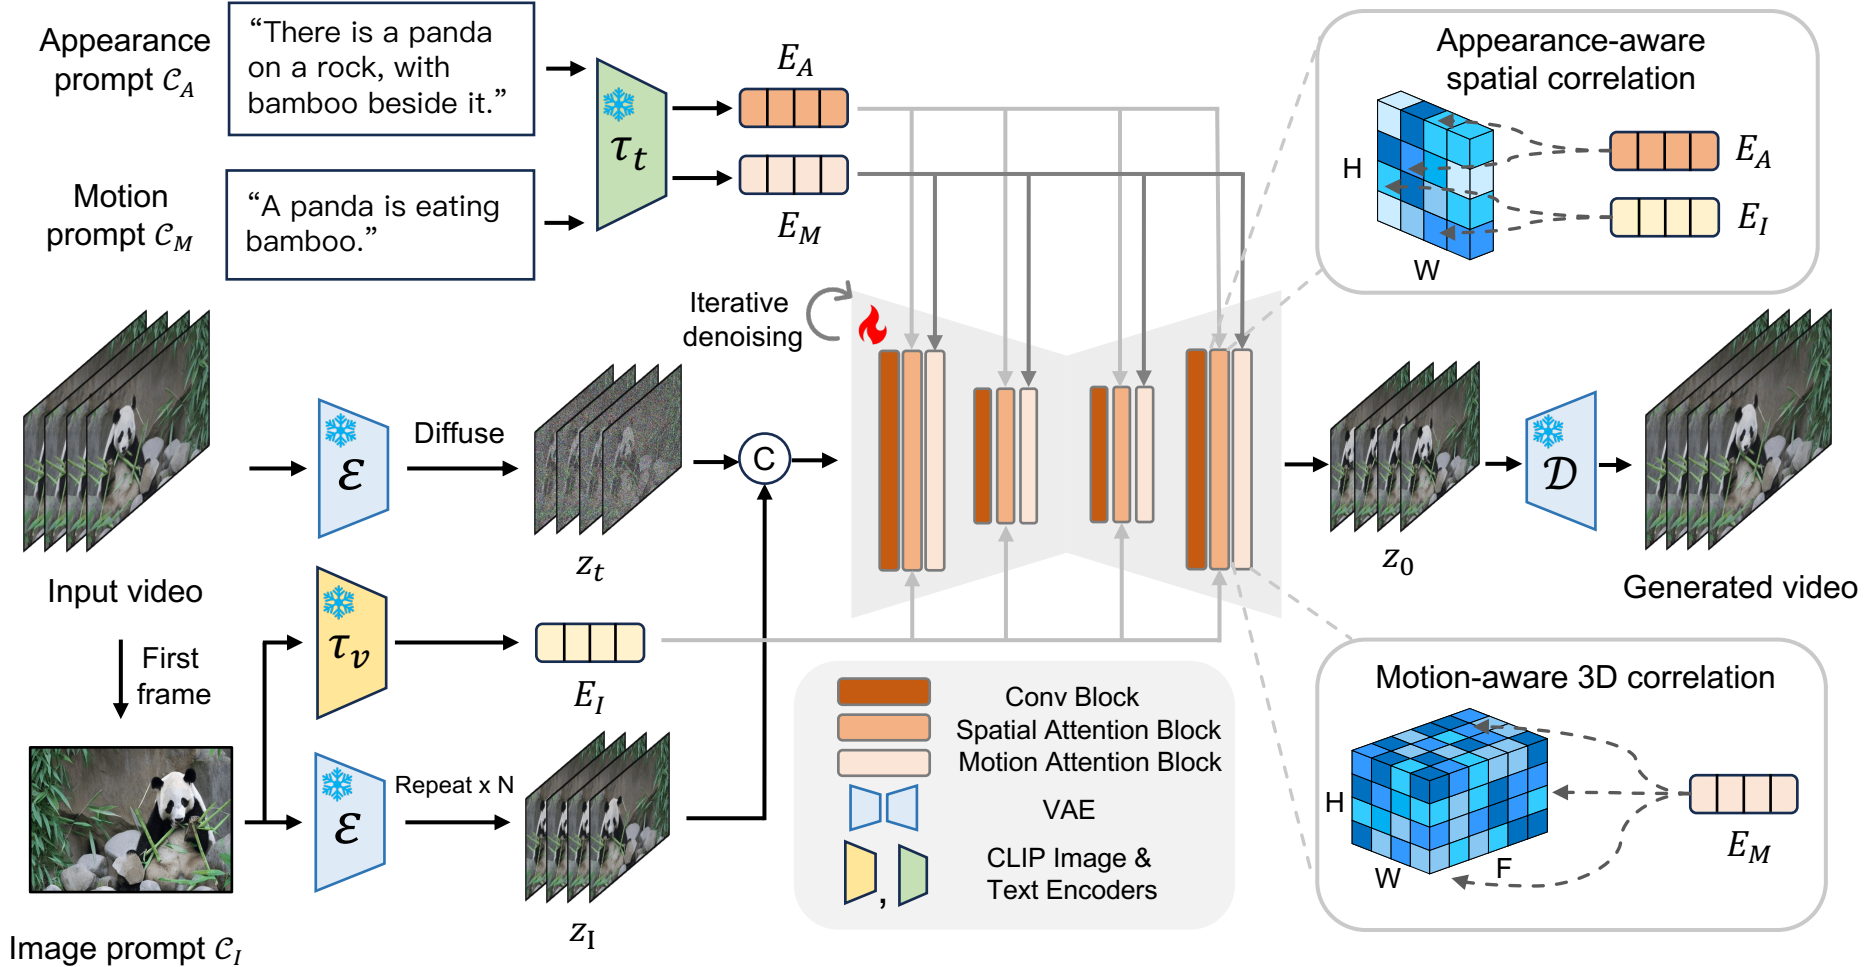 Appearance
prompt 𝒞_A
“There is a panda
on a rock, with
bamboo beside it.”
Motion
prompt 𝒞_M
“A panda is eating
bamboo.”
τ_t
E_A
E_M
Appearance-aware
spatial correlation
H
W
E_A
E_I
Iterative
denoising
Input video
ℰ
Diffuse
z_t
C
z_0
𝒟
Generated video
First
frame
τ_v
E_I
Image prompt 𝒞_I
ℰ
Repeat x N
z_I
Conv Block
Spatial Attention Block
Motion Attention Block
VAE
,
CLIP Image &
Text Encoders
Motion-aware 3D correlation
H
W
F
E_M